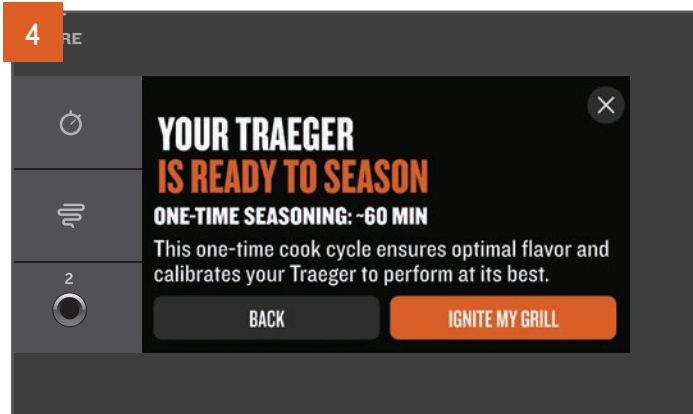 4
RE
YOUR TRAEGER
IS READY TO SEASON
ONE-TIME SEASONING: ~60 MIN
This one-time cook cycle ensures optimal flavor and
calibrates your Traeger to perform at its best.
2
BACK
IGNITE MY GRILL